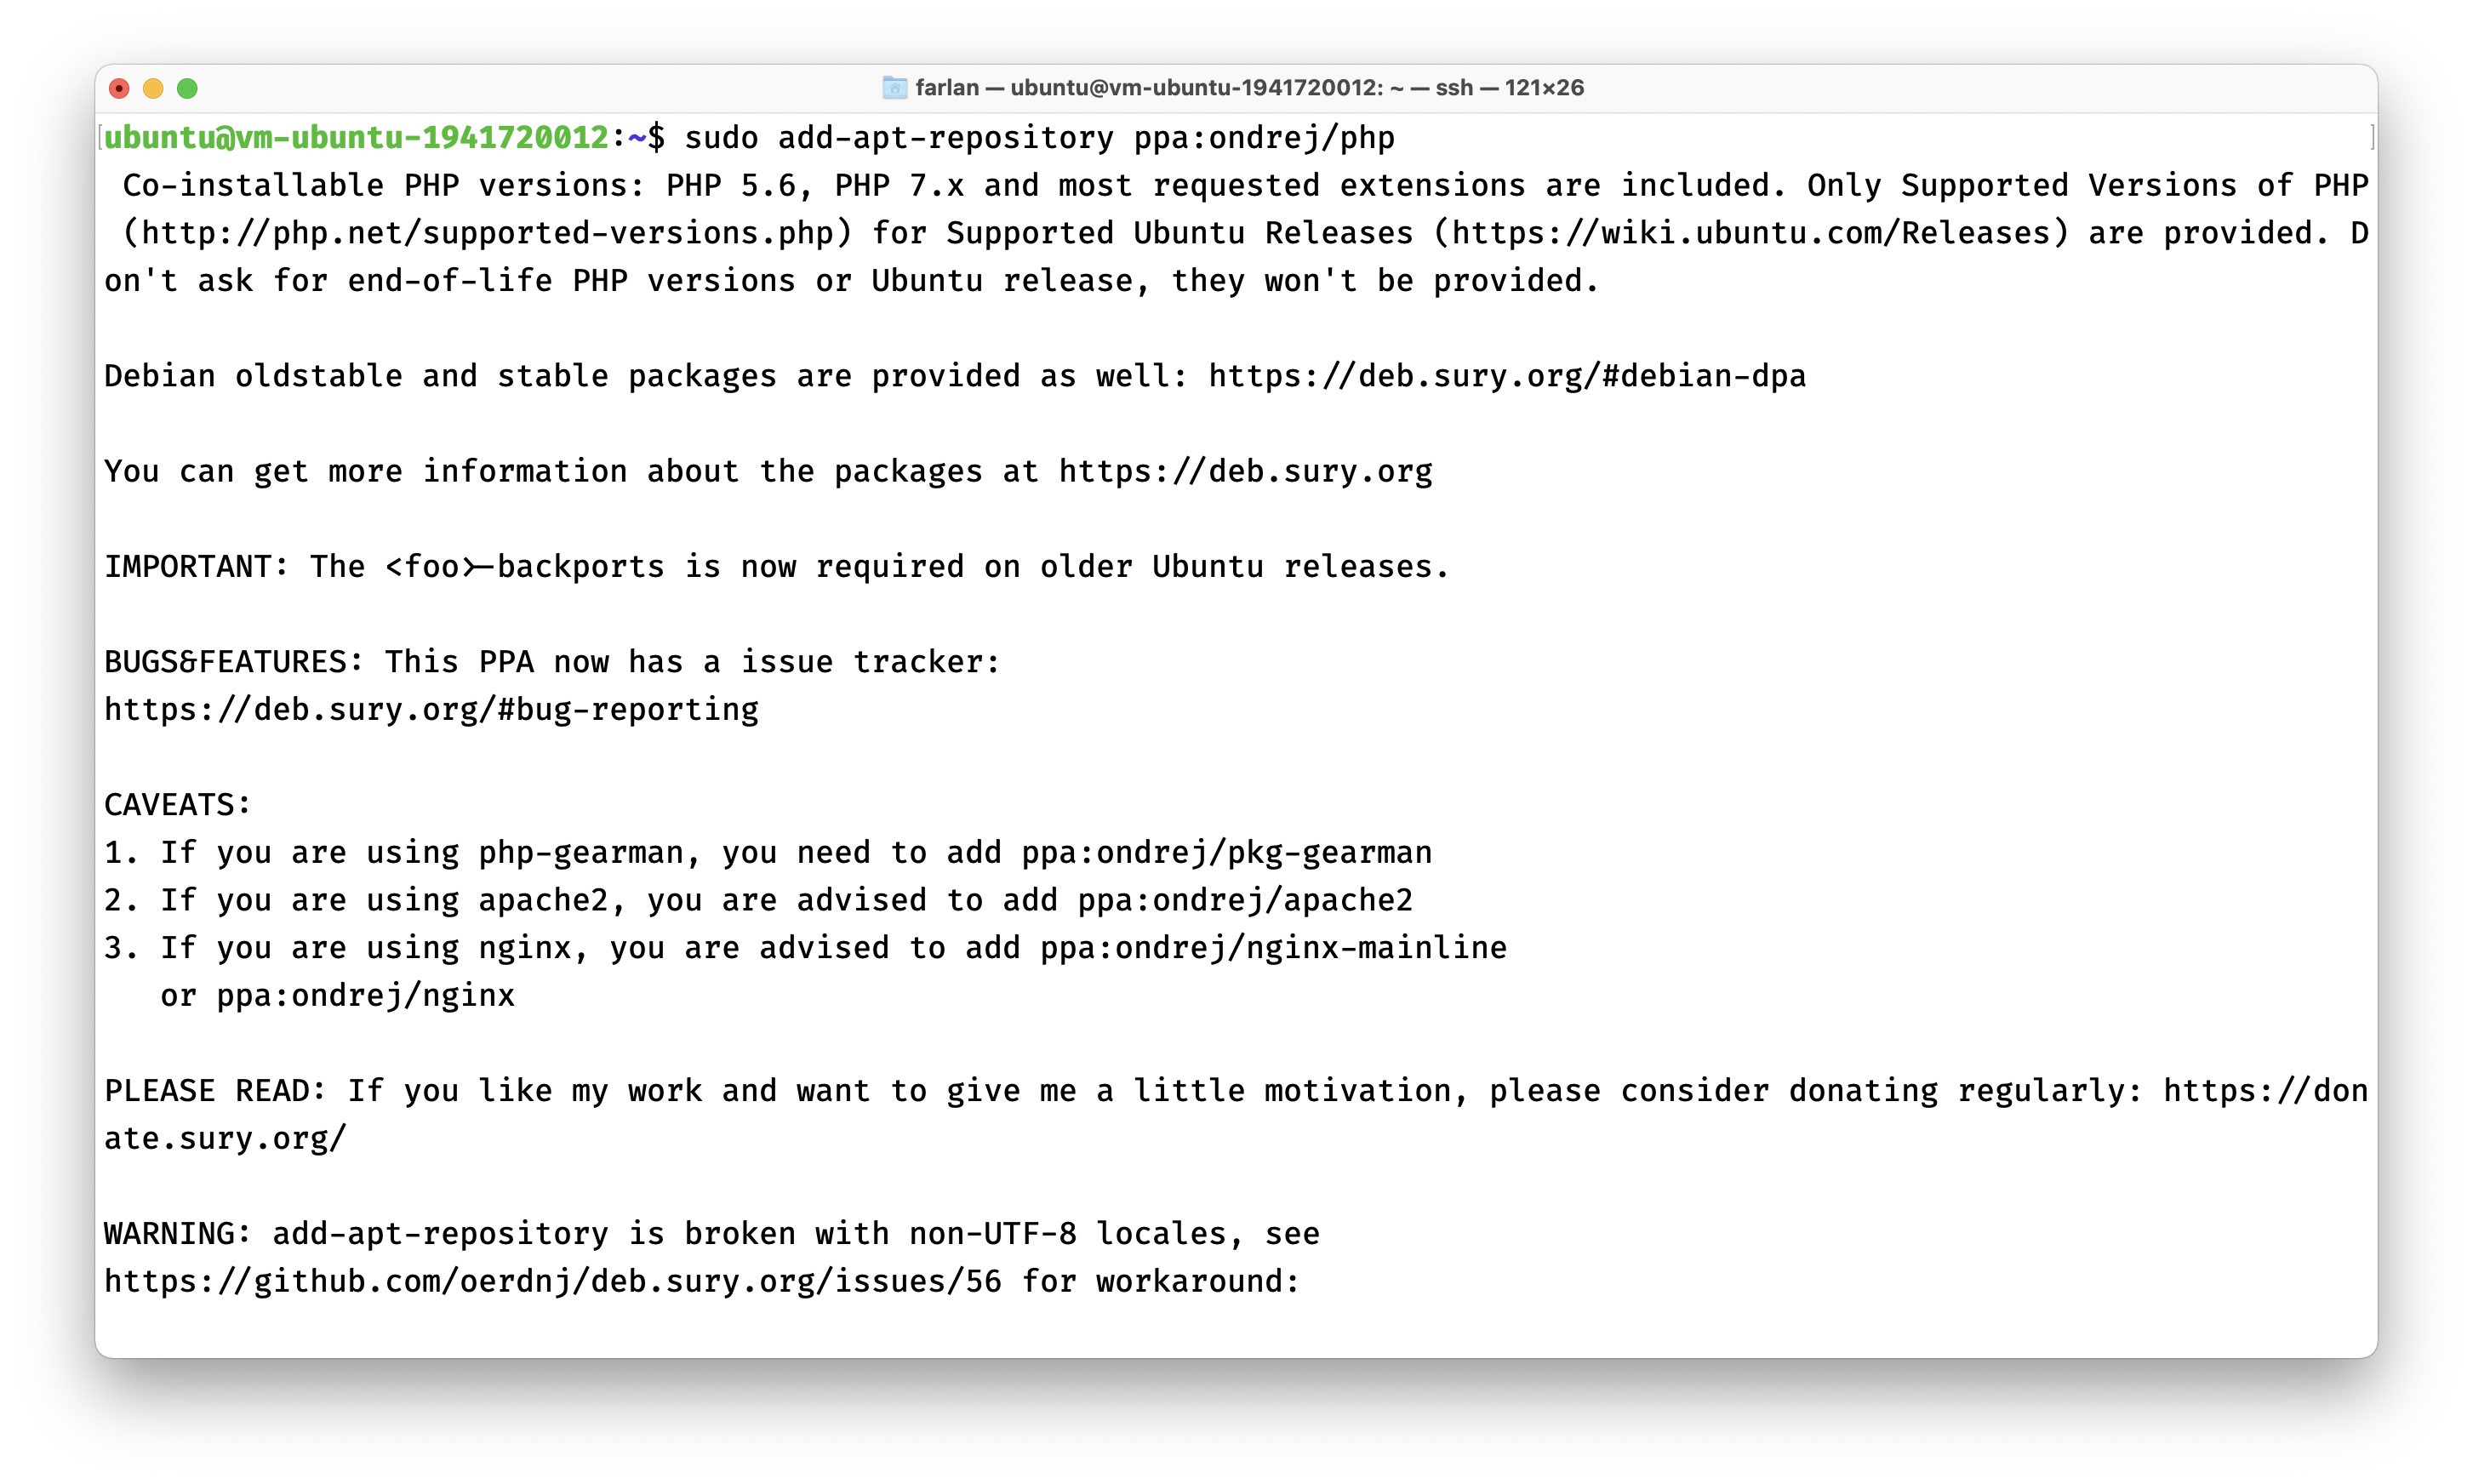 farlan — ubuntu@vm-ubuntu-1941720012: ~ — ssh — 121×26
[ubuntu@vm-ubuntu-1941720012:~$ sudo add-apt-repository ppa:ondrej/php ]
Co-installable PHP versions: PHP 5.6, PHP 7.x and most requested extensions are included. Only Supported Versions of PHP
(http://php.net/supported-versions.php) for Supported Ubuntu Releases (https://wiki.ubuntu.com/Releases) are provided. D
on't ask for end-of-life PHP versions or Ubuntu release, they won't be provided.
Debian oldstable and stable packages are provided as well: https://deb.sury.org/#debian-dpa
You can get more information about the packages at https://deb.sury.org
IMPORTANT: The <foo>-backports is now required on older Ubuntu releases.
BUGS&FEATURES: This PPA now has a issue tracker:
https://deb.sury.org/#bug-reporting
CAVEATS:
1. If you are using php-gearman, you need to add ppa:ondrej/pkg-gearman
2. If you are using apache2, you are advised to add ppa:ondrej/apache2
3. If you are using nginx, you are advised to add ppa:ondrej/nginx-mainline
or ppa:ondrej/nginx
PLEASE READ: If you like my work and want to give me a little motivation, please consider donating regularly: https://don
ate.sury.org/
WARNING: add-apt-repository is broken with non-UTF-8 locales, see
https://github.com/oerdnj/deb.sury.org/issues/56 for workaround: